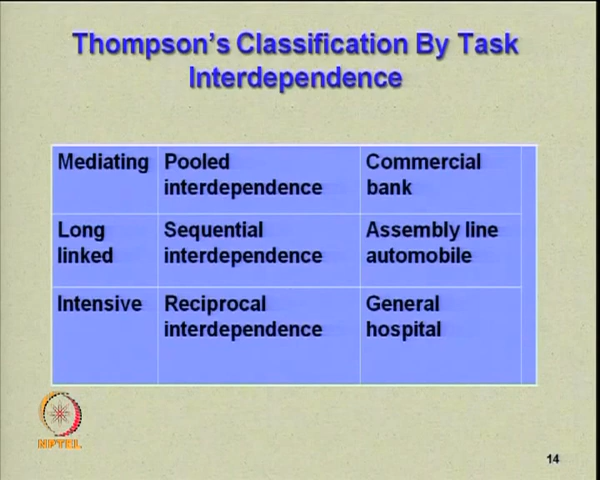 Thompson's Classification By Task
Interdependence
Mediating Pooled interdependence Commercial bank
Long linked Sequential interdependence Assembly line automobile
Intensive Reciprocal interdependence General hospital
NPTEL
14